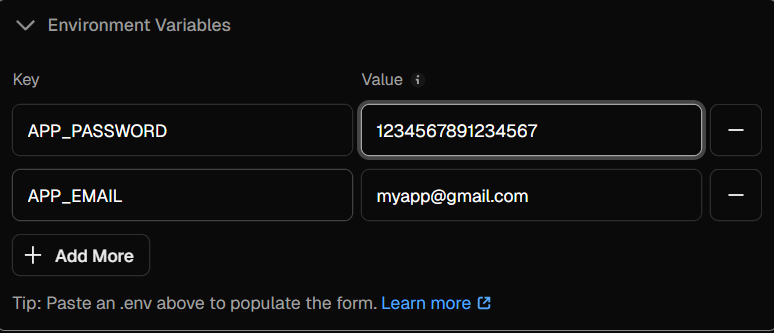 Environment Variables
Key Value i
APP_PASSWORD 1234567891234567
APP_EMAIL myapp@gmail.com
Add More
Tip: Paste an .env above to populate the form. Learn more